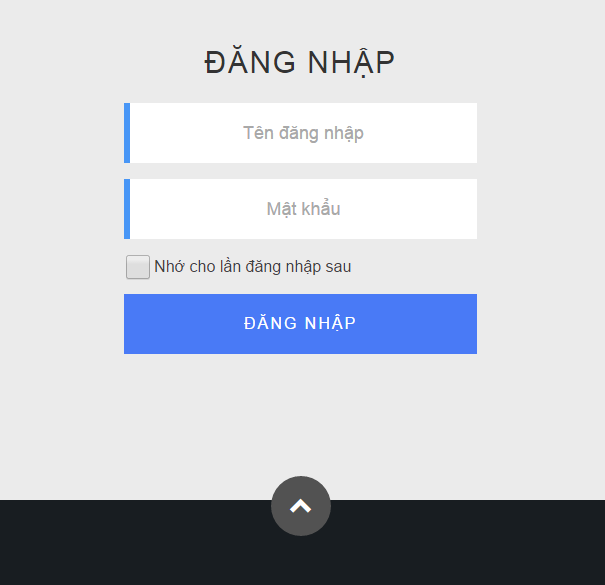 ĐĂNG NHẬP
Tên đăng nhập
Mật khẩu
Nhớ cho lần đăng nhập sau
ĐĂNG NHẬP